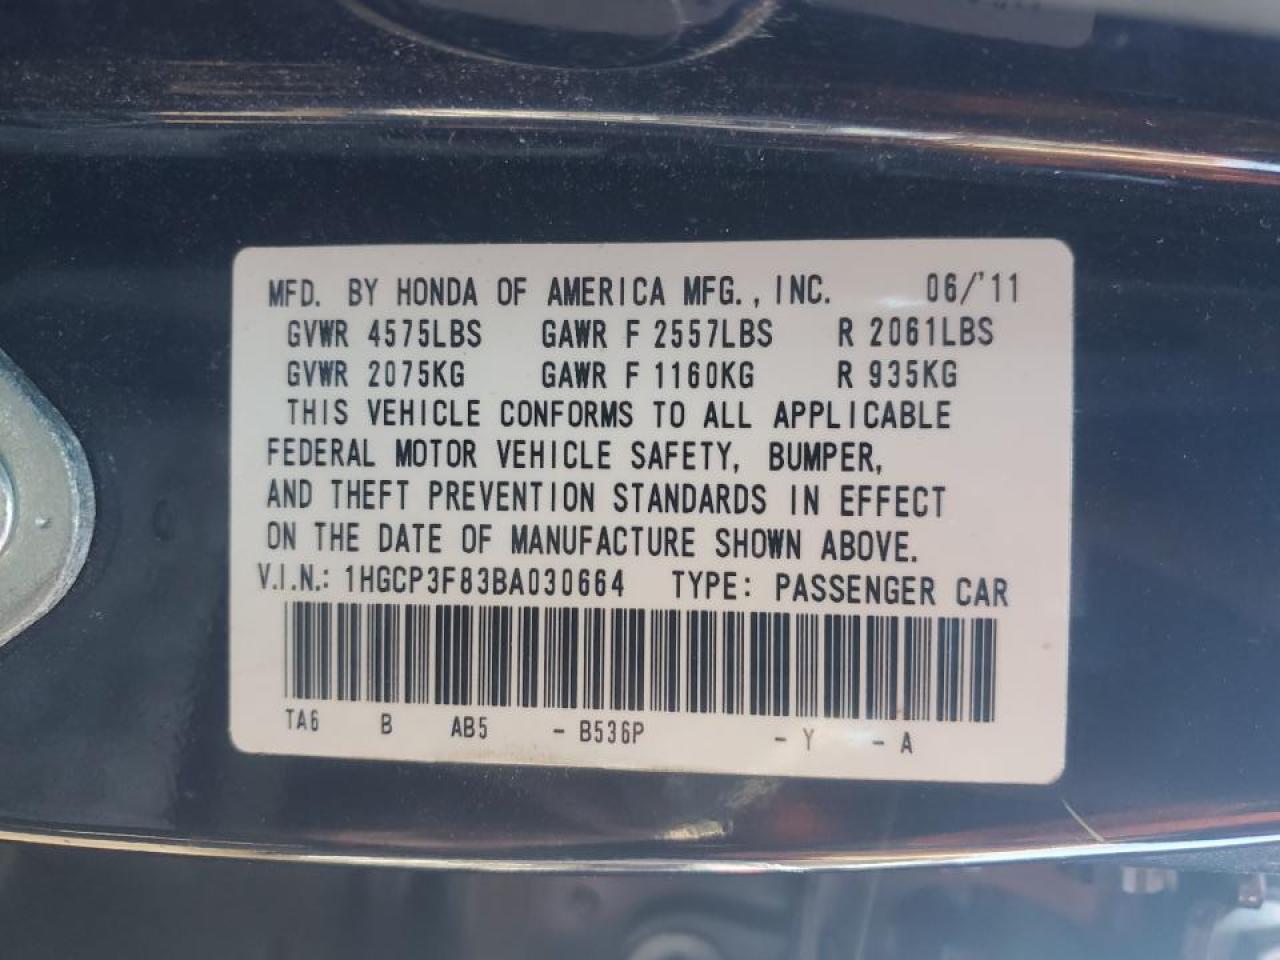 MFD. BY HONDA OF AMERICA MFG., INC. 06/'11
GVWR 4575LBS GAWR F 2557LBS R 2061LBS
GVWR 2075KG GAWR F 1160KG R 935KG
THIS VEHICLE CONFORMS TO ALL APPLICABLE
FEDERAL MOTOR VEHICLE SAFETY, BUMPER,
AND THEFT PREVENTION STANDARDS IN EFFECT
ON THE DATE OF MANUFACTURE SHOWN ABOVE.
V.I.N.: 1HGCP3F83BA030664 TYPE: PASSENGER CAR
TA6 B AB5 - B536P - Y - A